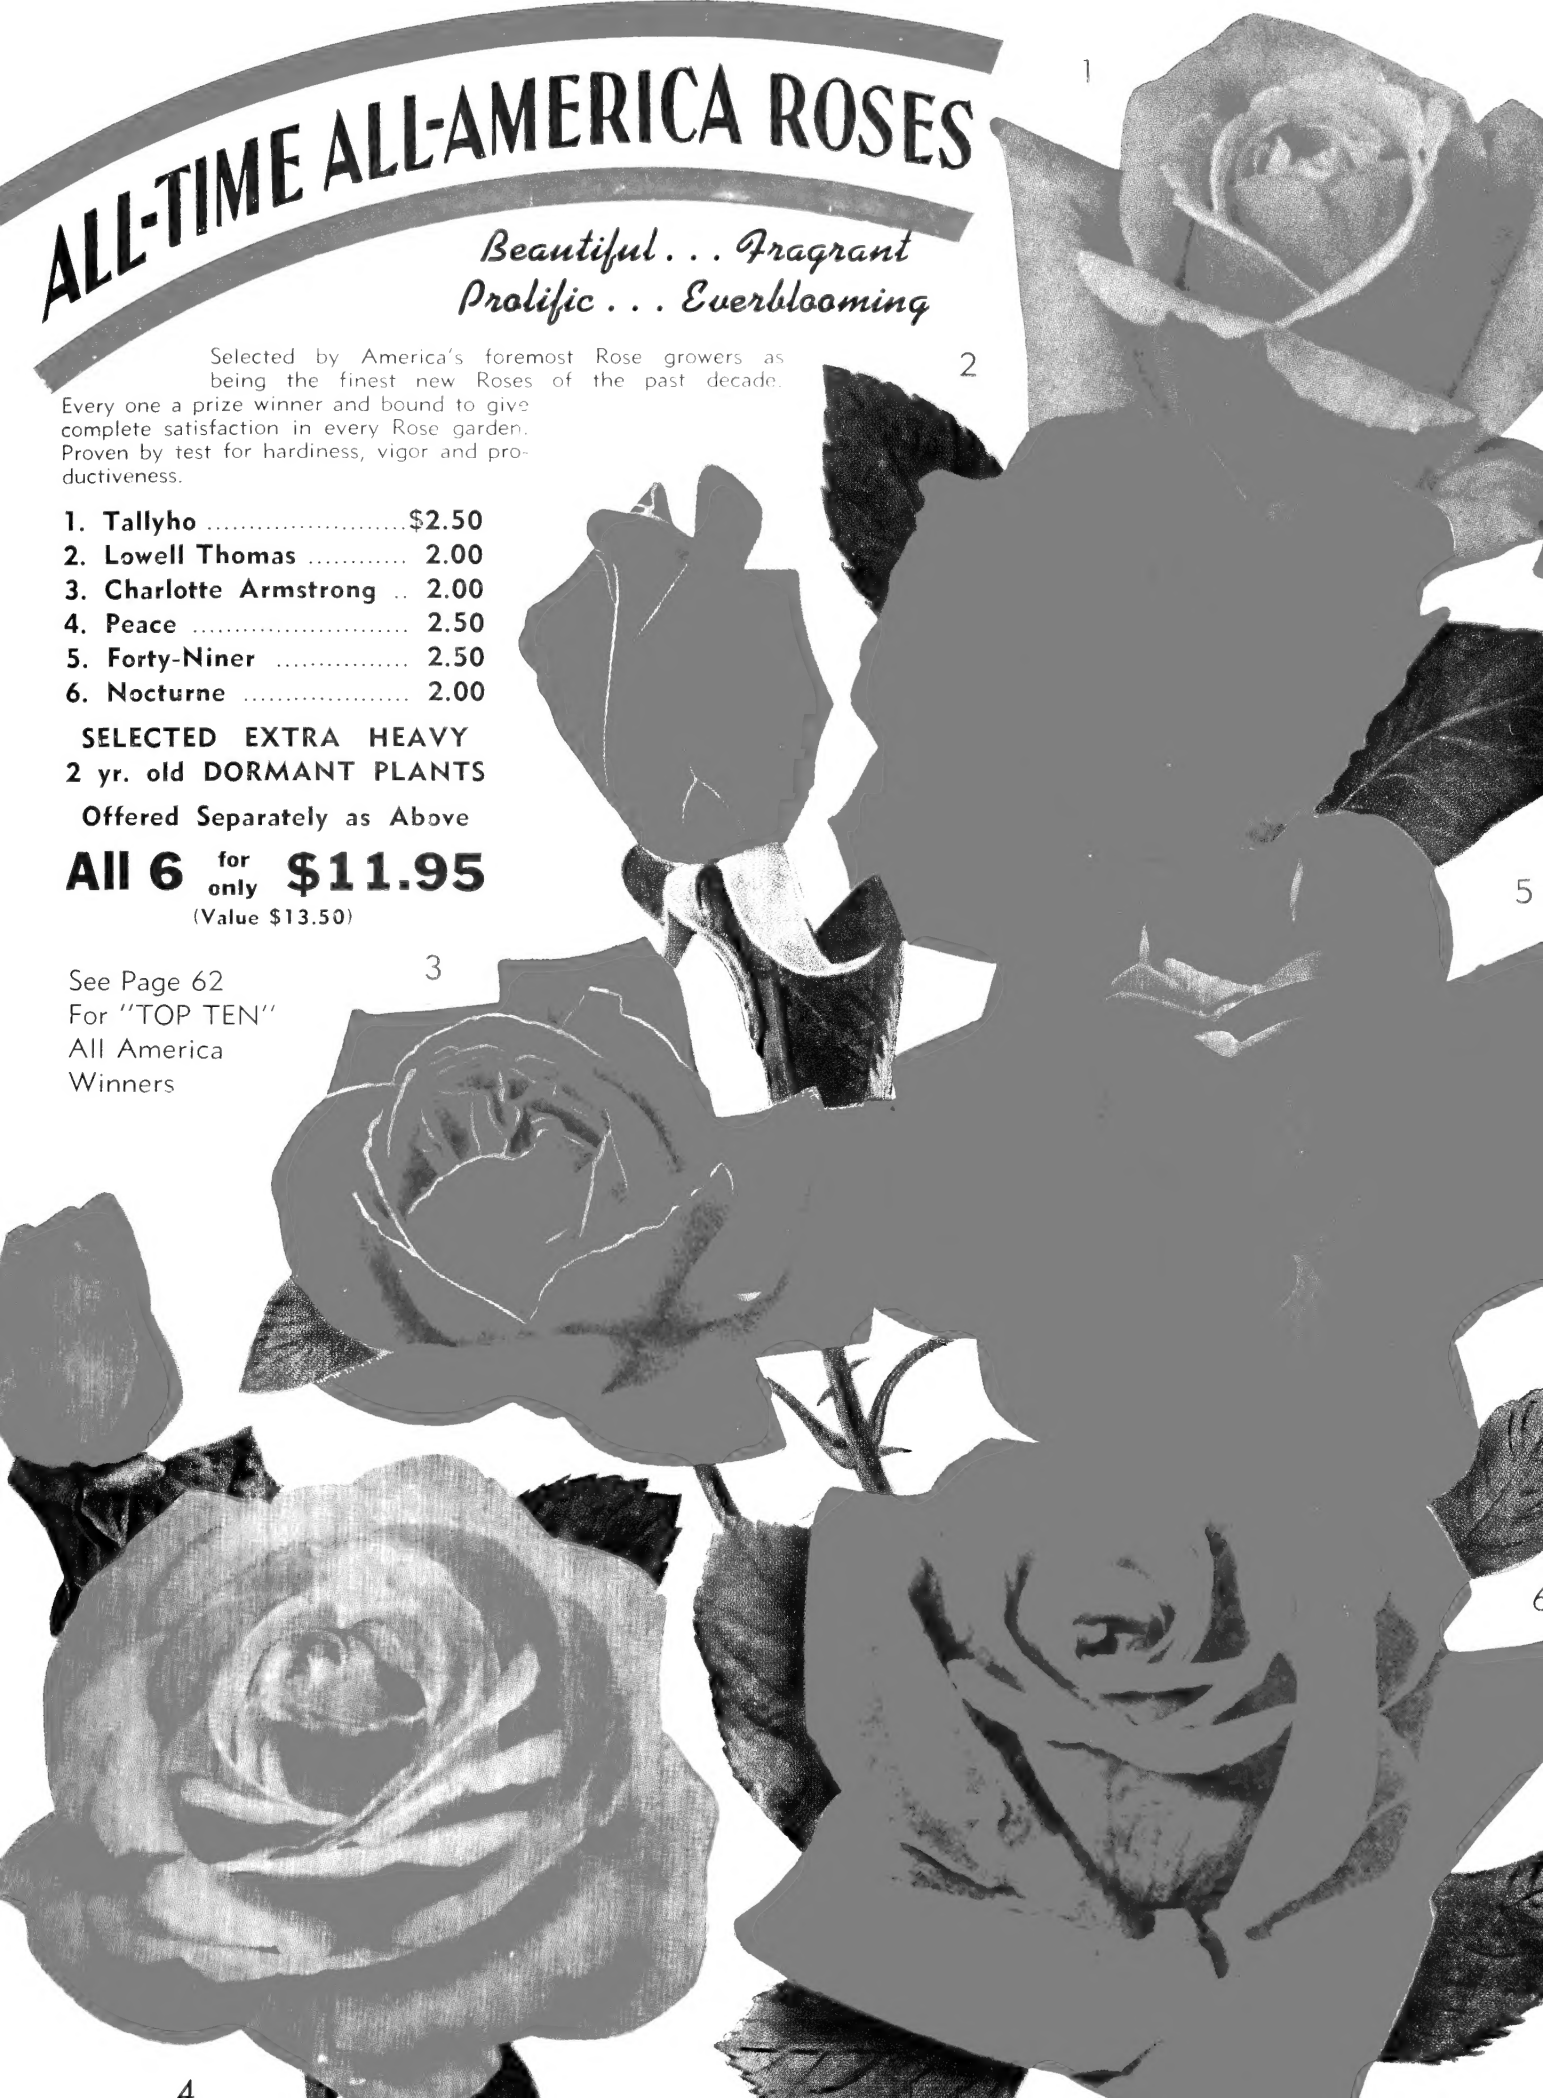 ALL-TIME ALL-AMERICA ROSES
Beautiful . . . Fragrant
Prolific . . . Everblooming
Selected by America's foremost Rose growers as
being the finest new Roses of the past decade.
Every one a prize winner and bound to give
complete satisfaction in every Rose garden.
Proven by test for hardiness, vigor and pro-
ductiveness.
1. Tallyho ........................$2.50
2. Lowell Thomas ............ 2.00
3. Charlotte Armstrong .. 2.00
4. Peace .......................... 2.50
5. Forty-Niner ................ 2.50
6. Nocturne .................... 2.00
SELECTED EXTRA HEAVY
2 yr. old DORMANT PLANTS
Offered Separately as Above
All 6 for only $11.95
(Value $13.50)
See Page 62
For "TOP TEN"
All America
Winners
1
2
3
5
6
4